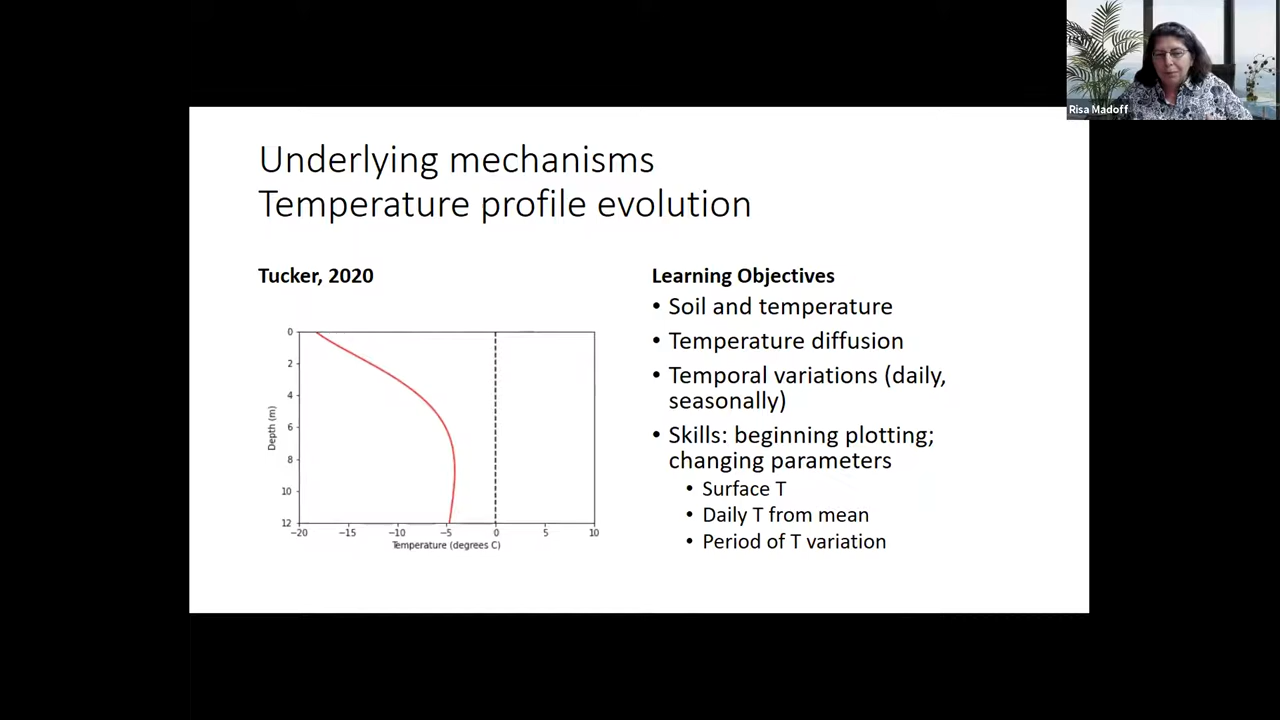 Risa Madoff
Underlying mechanisms
Temperature profile evolution
Tucker, 2020
0
2
4
6
8
10
12
Depth (m)
−20
−15
−10
−5
0
5
10
Temperature (degrees C)
Learning Objectives
• Soil and temperature
• Temperature diffusion
• Temporal variations (daily,
seasonally)
• Skills: beginning plotting;
changing parameters
• Surface T
• Daily T from mean
• Period of T variation